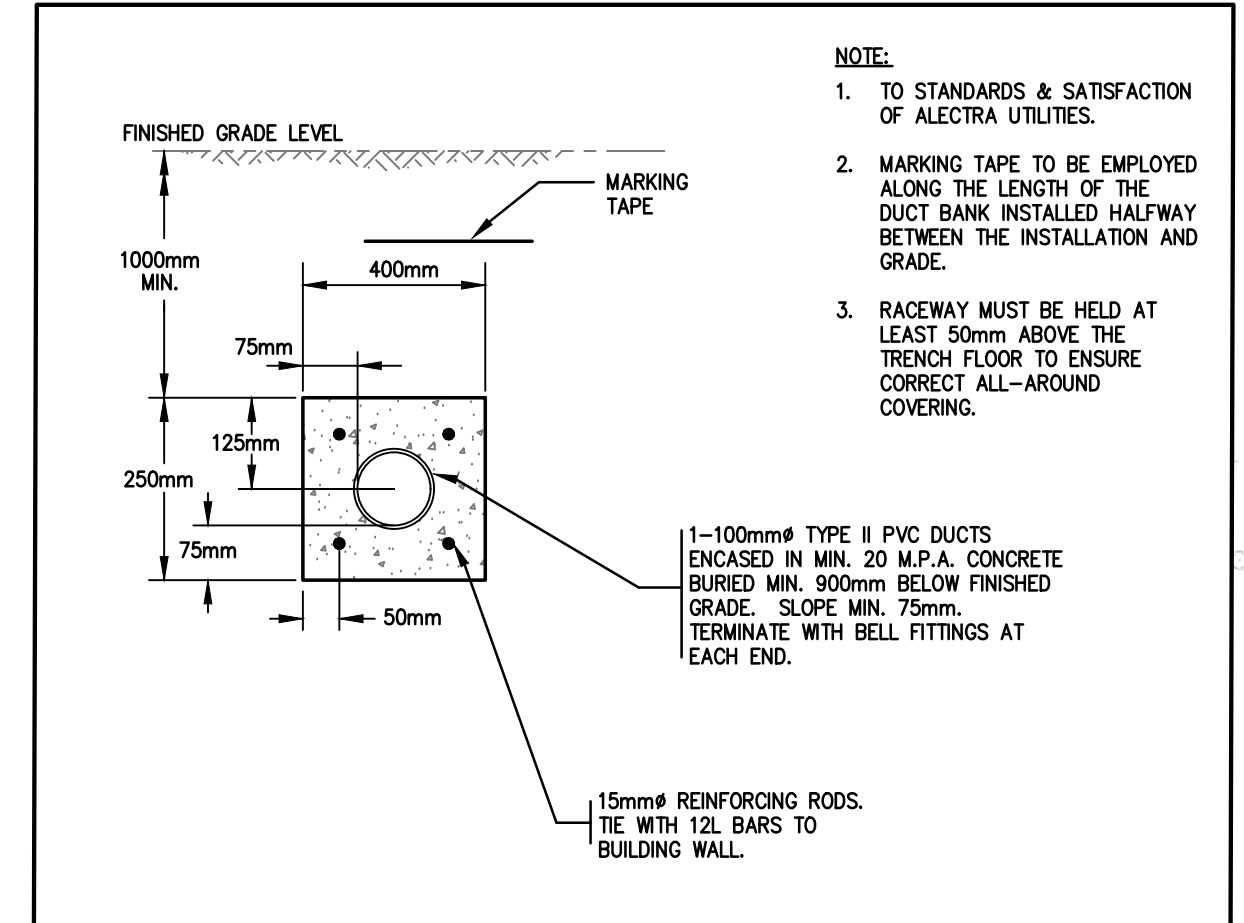 NOTE:
1. TO STANDARDS & SATISFACTION
OF ALECTRA UTILITIES.
2. MARKING TAPE TO BE EMPLOYED
ALONG THE LENGTH OF THE
DUCT BANK INSTALLED HALFWAY
BETWEEN THE INSTALLATION AND
GRADE.
3. RACEWAY MUST BE HELD AT
LEAST 50mm ABOVE THE
TRENCH FLOOR TO ENSURE
CORRECT ALL-AROUND
COVERING.
FINISHED GRADE LEVEL
MARKING
TAPE
1000mm
MIN.
400mm
75mm
125mm
250mm
75mm
50mm
1-100mmø TYPE II PVC DUCTS
ENCASED IN MIN. 20 M.P.A. CONCRETE
BURIED MIN. 900mm BELOW FINISHED
GRADE. SLOPE MIN. 75mm.
TERMINATE WITH BELL FITTINGS AT
EACH END.
15mmø REINFORCING RODS.
TIE WITH 12L BARS TO
BUILDING WALL.